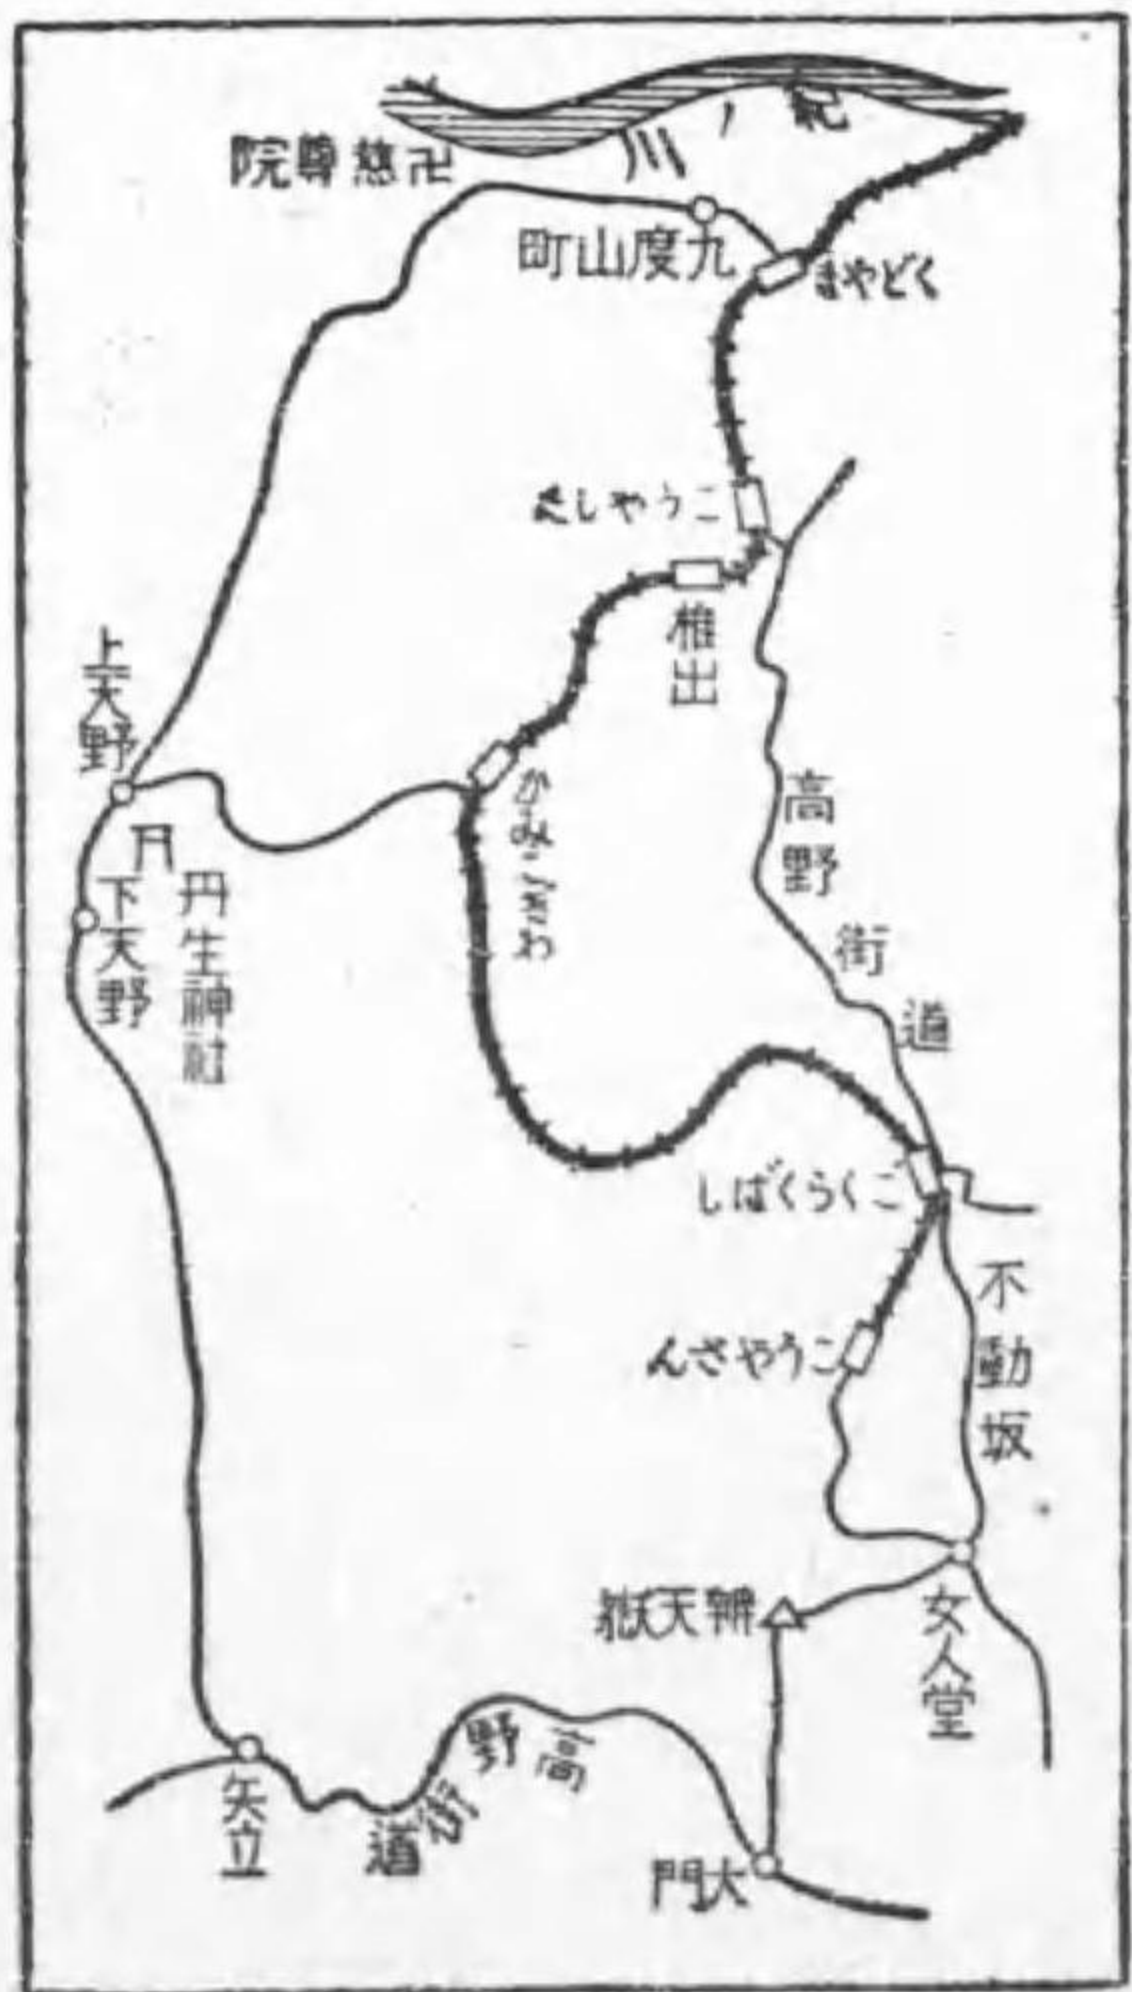 紀ノ川
卍慈尊院
九度山町
くどやま
こうやした
椎出
上天野
かみこさわ
高野街道
丹生神社
下天野
ごくらくばし
不動坂
こうやさん
辨天嶽
女人堂
高野街道
矢立
大門